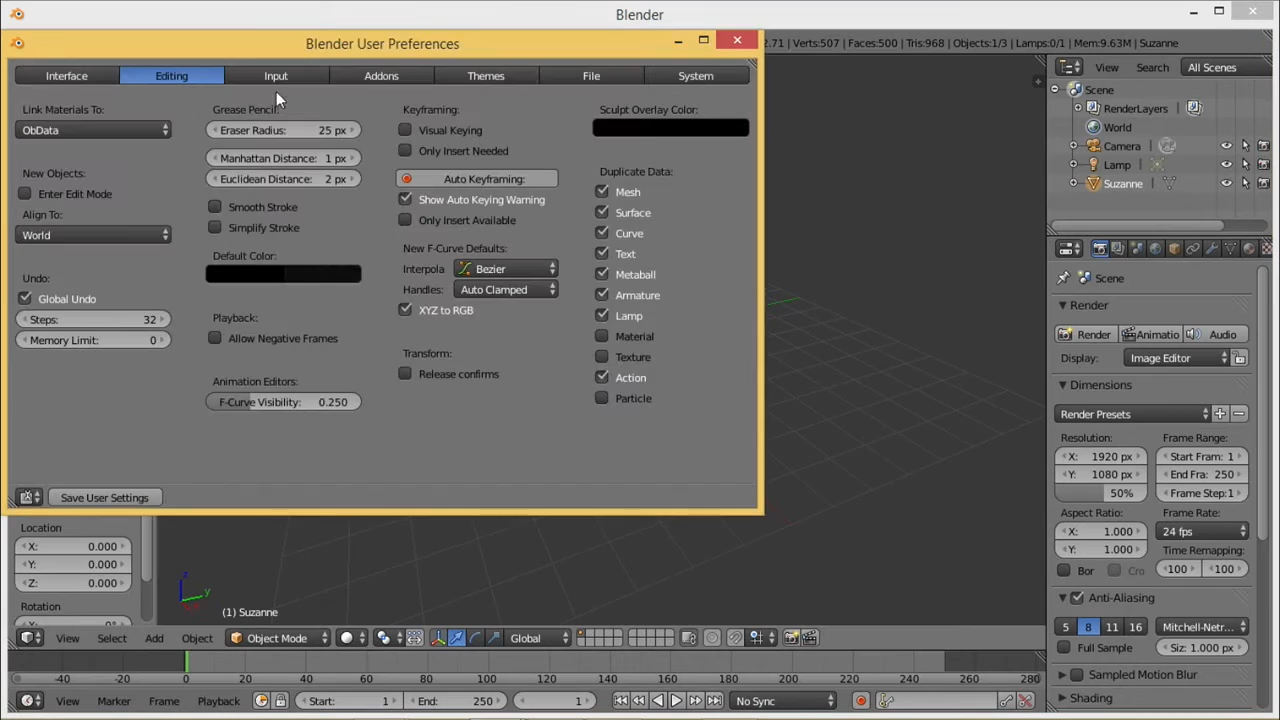 Blender
Blender User Preferences
2.71 | Verts:507 | Faces:500 | Tris:968 | Objects:1/3 | Lamps:0/1 | Mem:9.63M | Suzanne
Interface
Editing
Input
Addons
Themes
File
System
View
Search
All Scenes
Scene
RenderLayers
World
Camera
Lamp
Suzanne
Link Materials To:
ObData
New Objects:
Enter Edit Mode
Align To:
World
Undo:
Global Undo
Steps: 32
Memory Limit: 0
Grease Pencil:
Eraser Radius: 25 px
Manhattan Distance: 1 px
Euclidean Distance: 2 px
Smooth Stroke
Simplify Stroke
Default Color:
Playback:
Allow Negative Frames
Animation Editors:
F-Curve Visibility: 0.250
Keyframing:
Visual Keying
Only Insert Needed
Auto Keyframing:
Show Auto Keying Warning
Only Insert Available
New F-Curve Defaults:
Interpola
Bezier
Handles:
Auto Clamped
XYZ to RGB
Transform:
Release confirms
Sculpt Overlay Color:
Duplicate Data:
Mesh
Surface
Curve
Text
Metaball
Armature
Lamp
Material
Texture
Action
Particle
Save User Settings
Scene
Render
Render
Animatio
Audio
Display:
Image Editor
Dimensions
Render Presets
Resolution:
Frame Range:
X: 1920 px
Start Fram: 1
Y: 1080 px
End Fra: 250
50%
Frame Step:1
Aspect Ratio:
Frame Rate:
X: 1.000
24 fps
Y: 1.000
Time Remapping:
Bor
Cro
100
100
Anti-Aliasing
5
8
11
16
Mitchell-Netr...
Full Sample
Siz: 1.000 px
Sampled Motion Blur
Shading
Location
X: 0.000
Y: 0.000
Z: 0.000
Rotation
z
y
(1) Suzanne
View
Select
Add
Object
Object Mode
Global
-40
-20
0
20
40
60
80
100
120
140
160
180
200
220
240
260
280
View
Marker
Frame
Playback
Start: 1
End: 250
1
No Sync